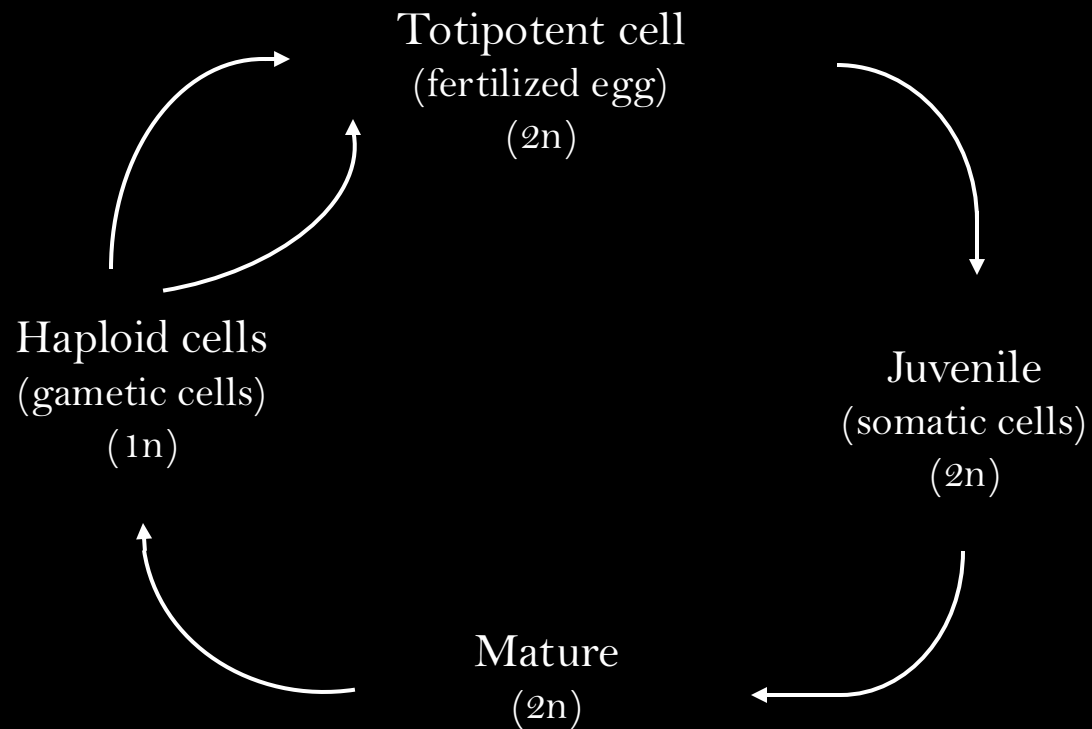 Totipotent cell
(fertilized egg)
(2n)
Haploid cells
(gametic cells)
(1n)
Juvenile
(somatic cells)
(2n)
Mature
(2n)